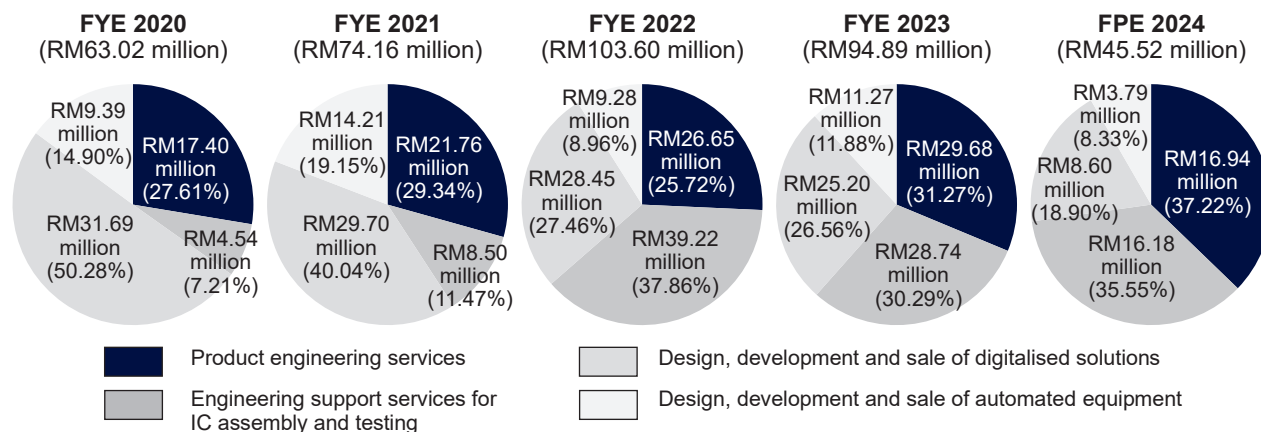 FYE 2020
(RM63.02 million)
RM9.39
million
(14.90%)
RM17.40
million
(27.61%)
RM31.69
million
(50.28%)
RM4.54
million
(7.21%)
FYE 2021
(RM74.16 million)
RM14.21
million
(19.15%)
RM21.76
million
(29.34%)
RM29.70
million
(40.04%)
RM8.50
million
(11.47%)
FYE 2022
(RM103.60 million)
RM9.28
million
(8.96%)
RM26.65
million
(25.72%)
RM28.45
million
(27.46%)
RM39.22
million
(37.86%)
FYE 2023
(RM94.89 million)
RM11.27
million
(11.88%)
RM29.68
million
(31.27%)
RM25.20
million
(26.56%)
RM28.74
million
(30.29%)
FPE 2024
(RM45.52 million)
RM3.79
million
(8.33%)
RM8.60
million
(18.90%)
RM16.94
million
(37.22%)
RM16.18
million
(35.55%)
Product engineering services
Engineering support services for
IC assembly and testing
Design, development and sale of digitalised solutions
Design, development and sale of automated equipment